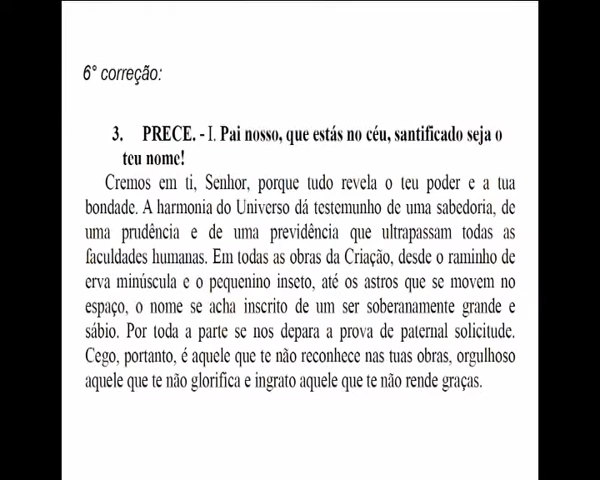 6° correção:
3. PRECE. - I. Pai nosso, que estás no céu, santificado seja o
teu nome!
Cremos em ti, Senhor, porque tudo revela o teu poder e a tua
bondade. A harmonia do Universo dá testemunho de uma sabedoria, de
uma prudência e de uma previdência que ultrapassam todas as
faculdades humanas. Em todas as obras da Criação, desde o raminho de
erva minúscula e o pequenino inseto, até os astros que se movem no
espaço, o nome se acha inscrito de um ser soberanamente grande e
sábio. Por toda a parte se nos depara a prova de paternal solicitude.
Cego, portanto, é aquele que te não reconhece nas tuas obras, orgulhoso
aquele que te não glorifica e ingrato aquele que te não rende graças.